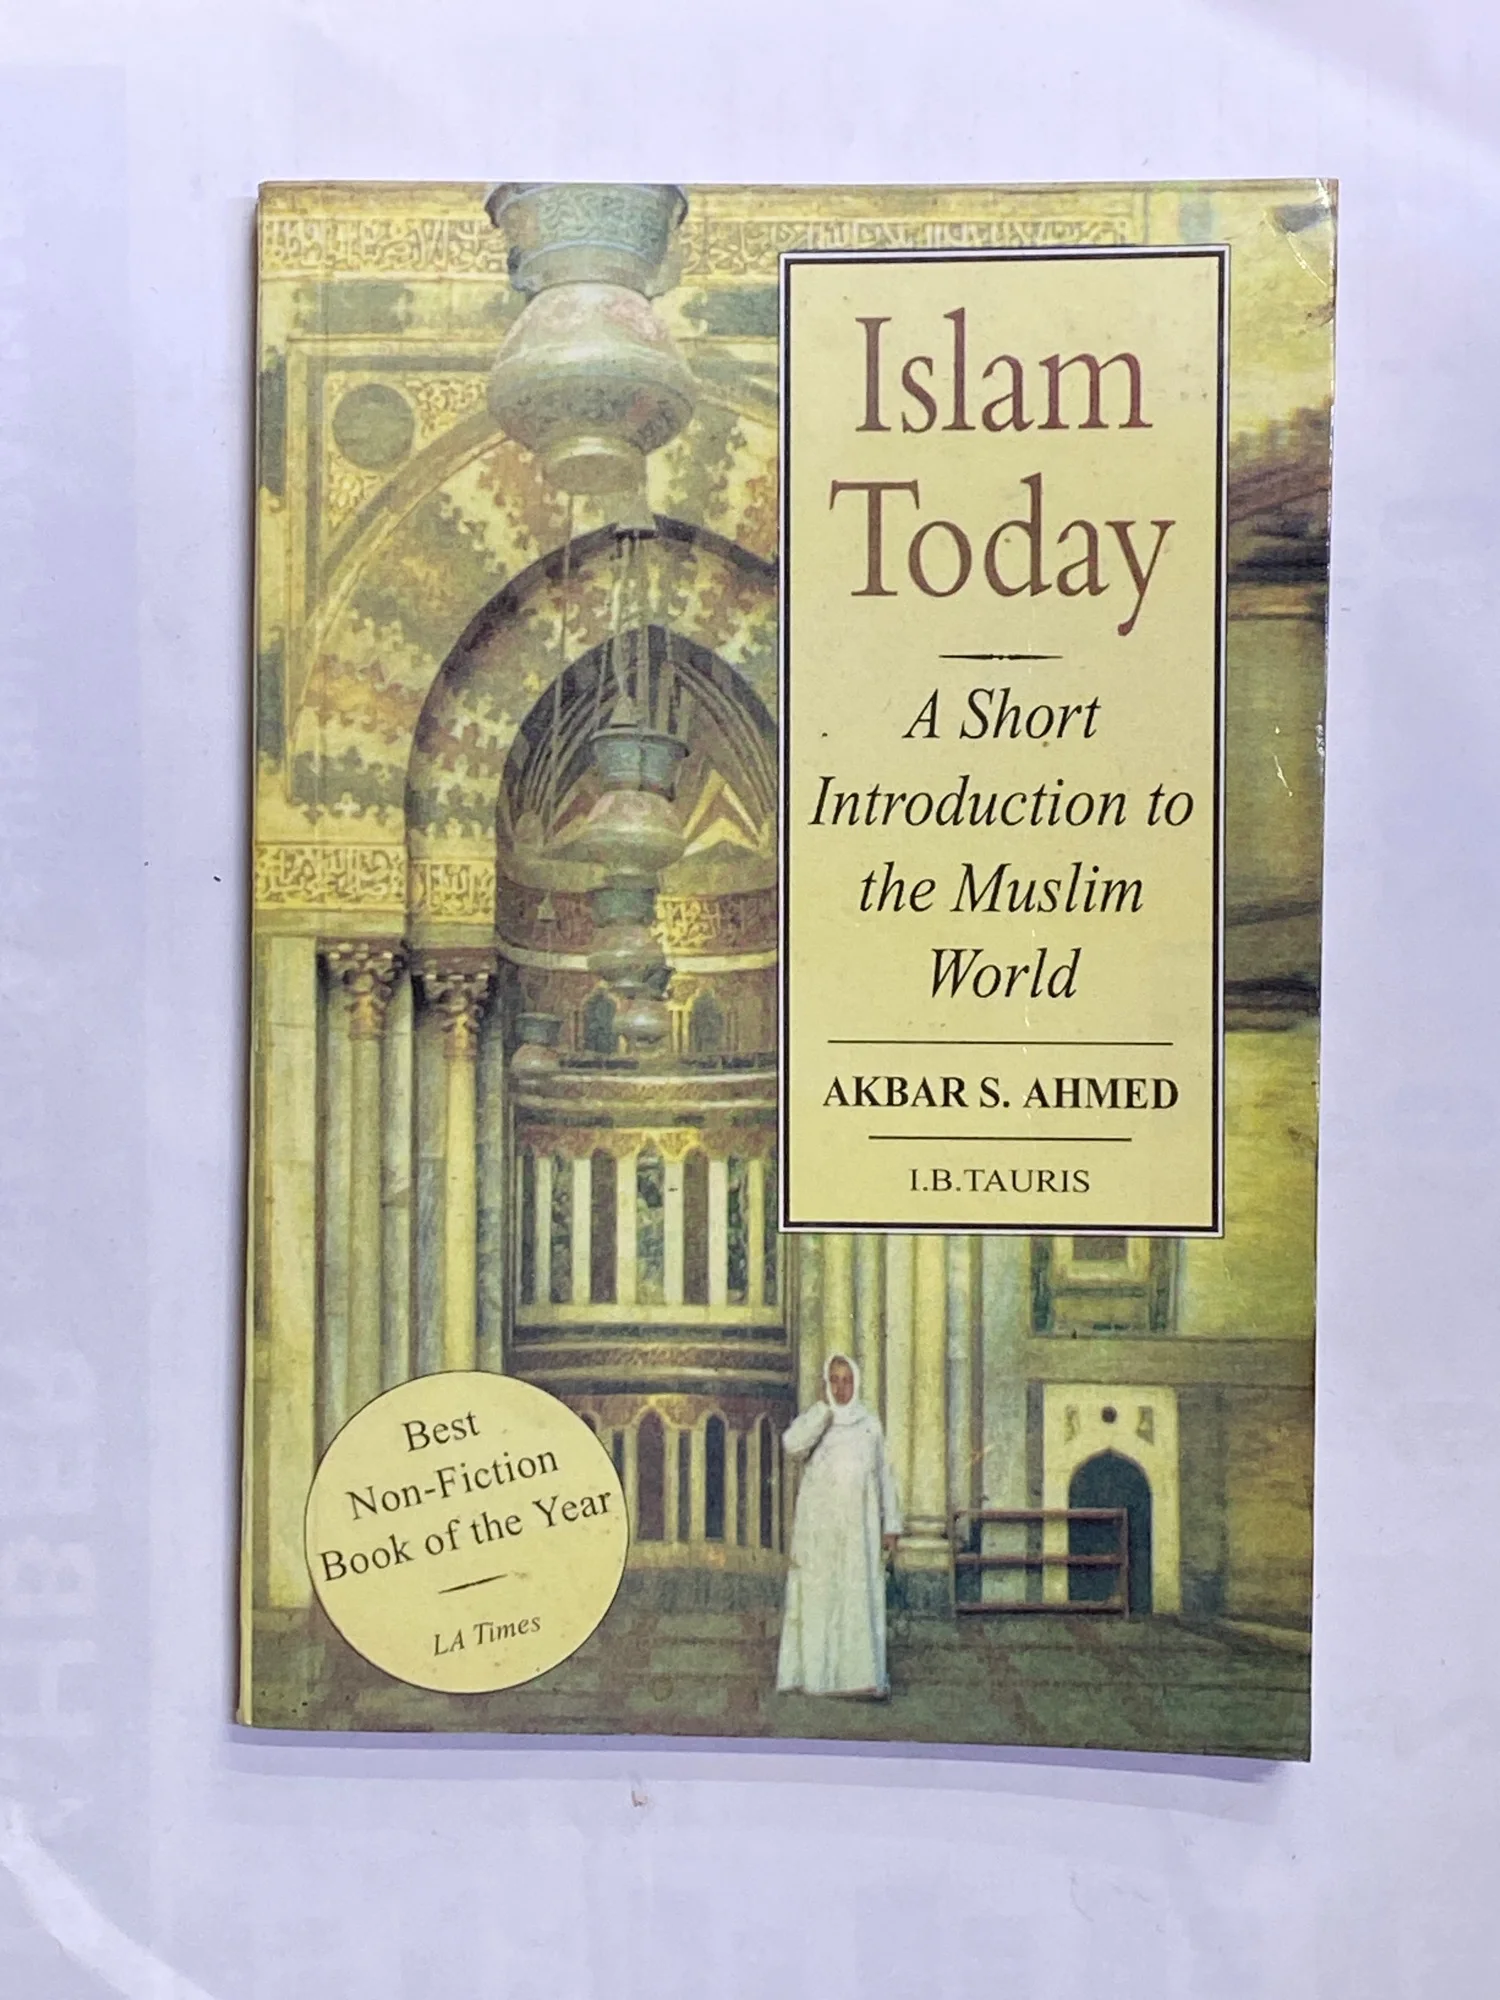 Islam
Today
A Short
Introduction to
the Muslim
World
AKBAR S. AHMED
I.B.TAURIS
Best
Non-Fiction
Book of the Year
LA Times